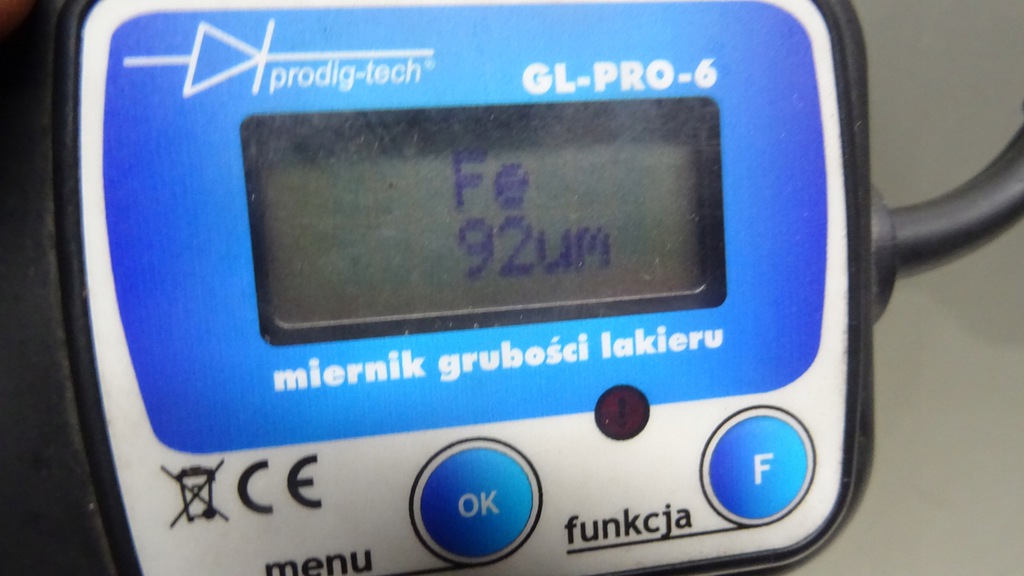 prodig-tech®
GL-PRO-6
Fe
92um
miernik grubości lakieru
!
CE
OK
F
menu
funkcja